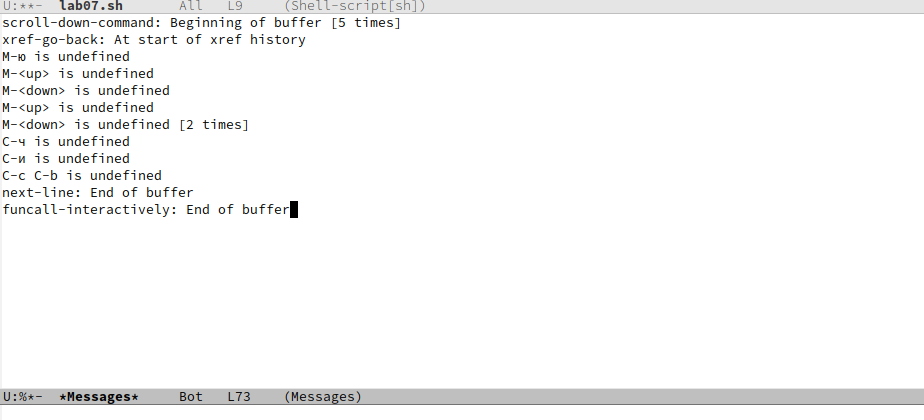 U:**-  lab07.sh       All   L9     (Shell-script[sh])
scroll-down-command: Beginning of buffer [5 times]
xref-go-back: At start of xref history
M-ю is undefined
M-<up> is undefined
M-<down> is undefined
M-<up> is undefined
M-<down> is undefined [2 times]
C-ч is undefined
C-и is undefined
C-c C-b is undefined
next-line: End of buffer
funcall-interactively: End of buffer
U:%*-  *Messages*     Bot   L73    (Messages)